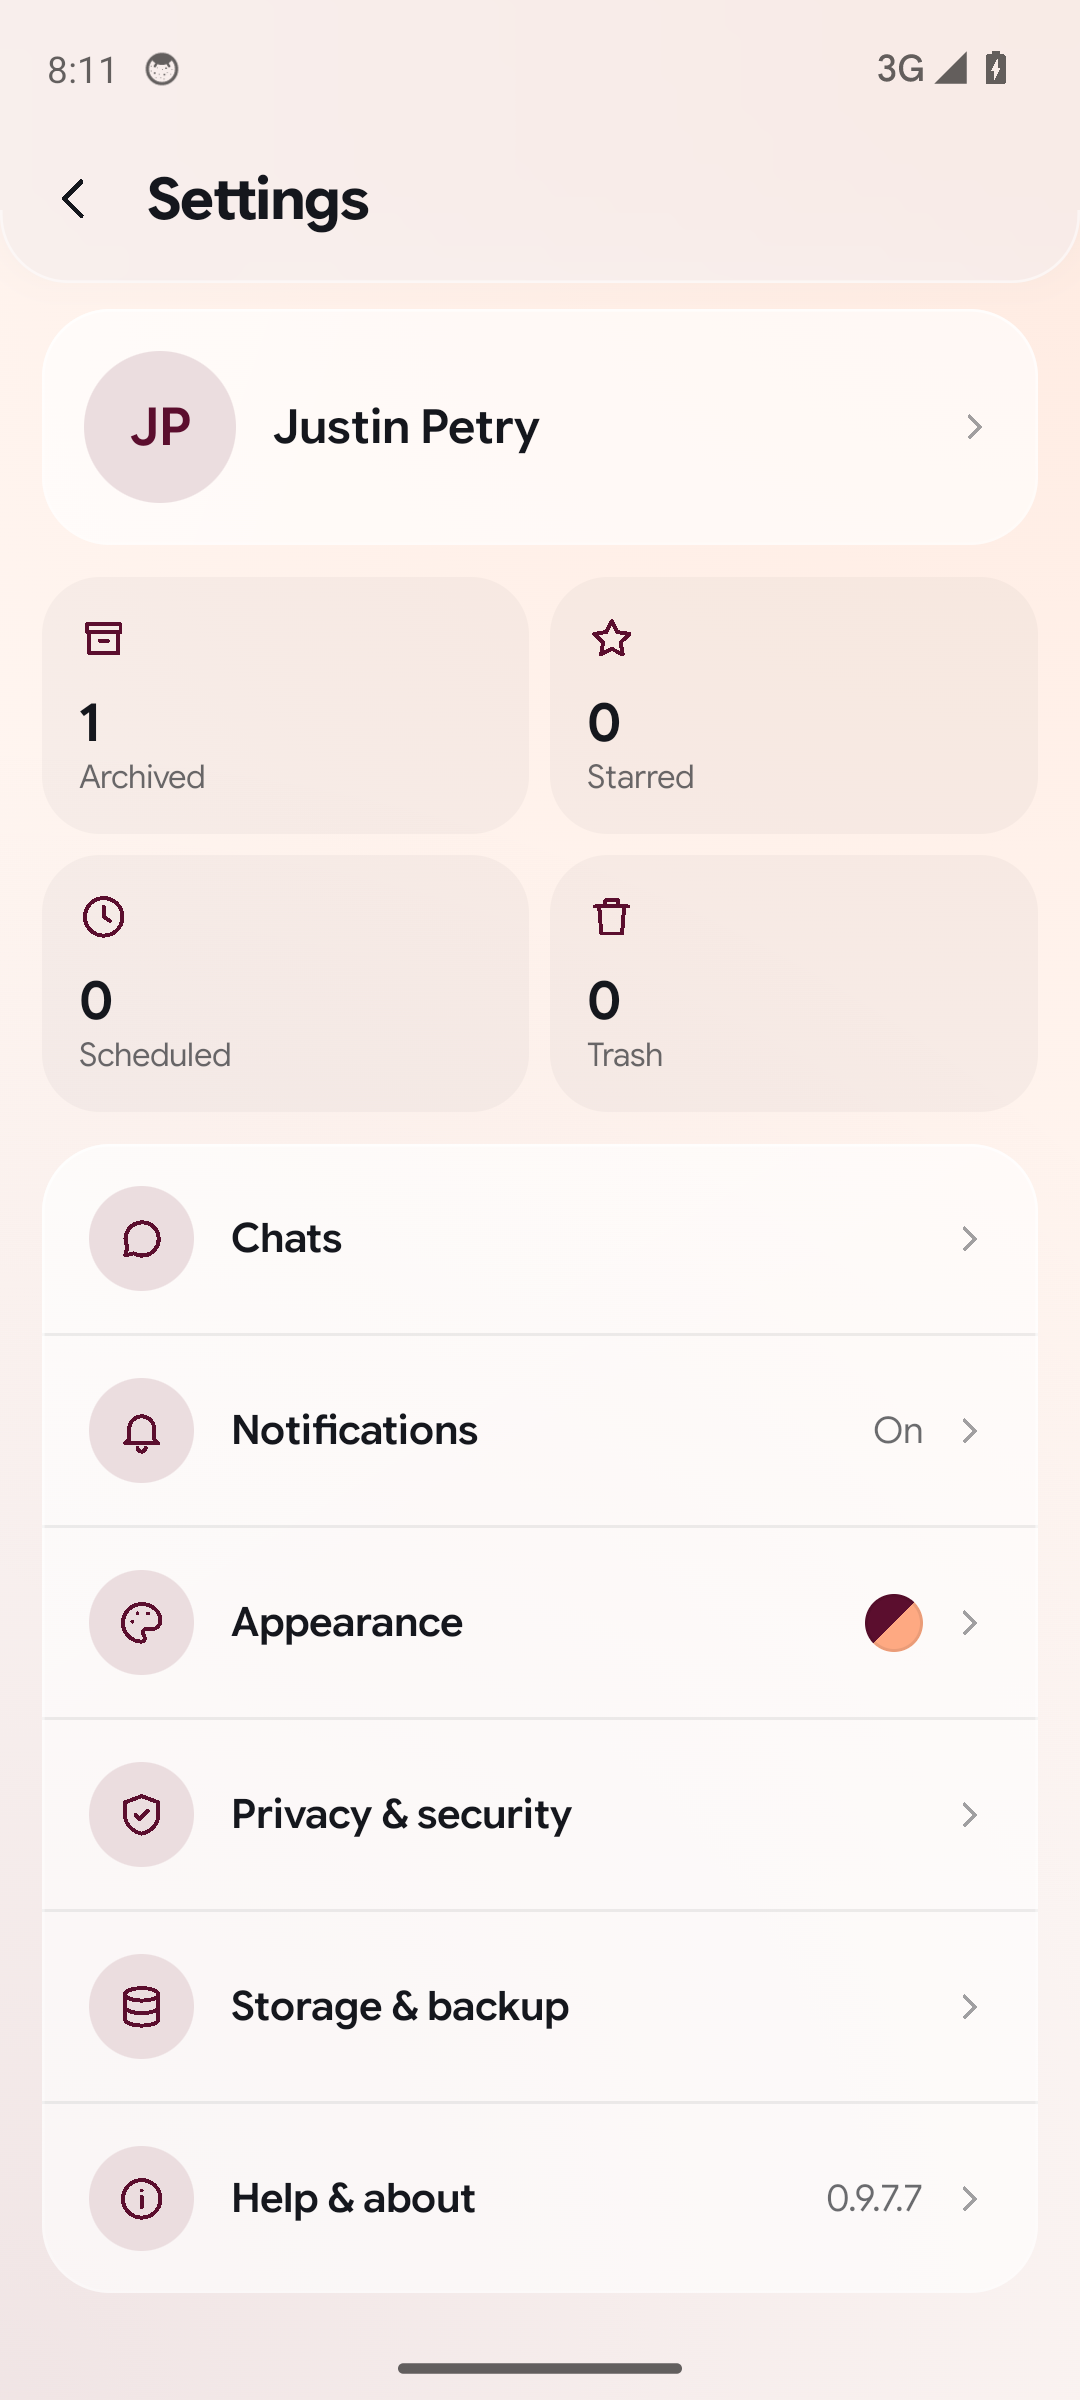 8:11
3G
Settings
JP
Justin Petry
1
Archived
0
Starred
0
Scheduled
0
Trash
Chats
Notifications
On
Appearance
Privacy & security
Storage & backup
Help & about
0.9.7.7